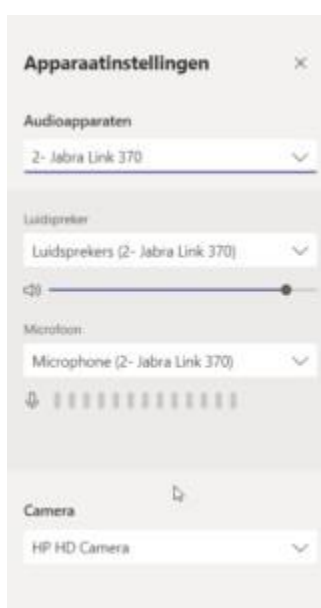 Apparaatinstellingen
Audioapparaten
2- Jabra Link 370
Luidspreker
Luidsprekers (2- Jabra Link 370)
Microfoon
Microphone (2- Jabra Link 370)
Camera
HP HD Camera